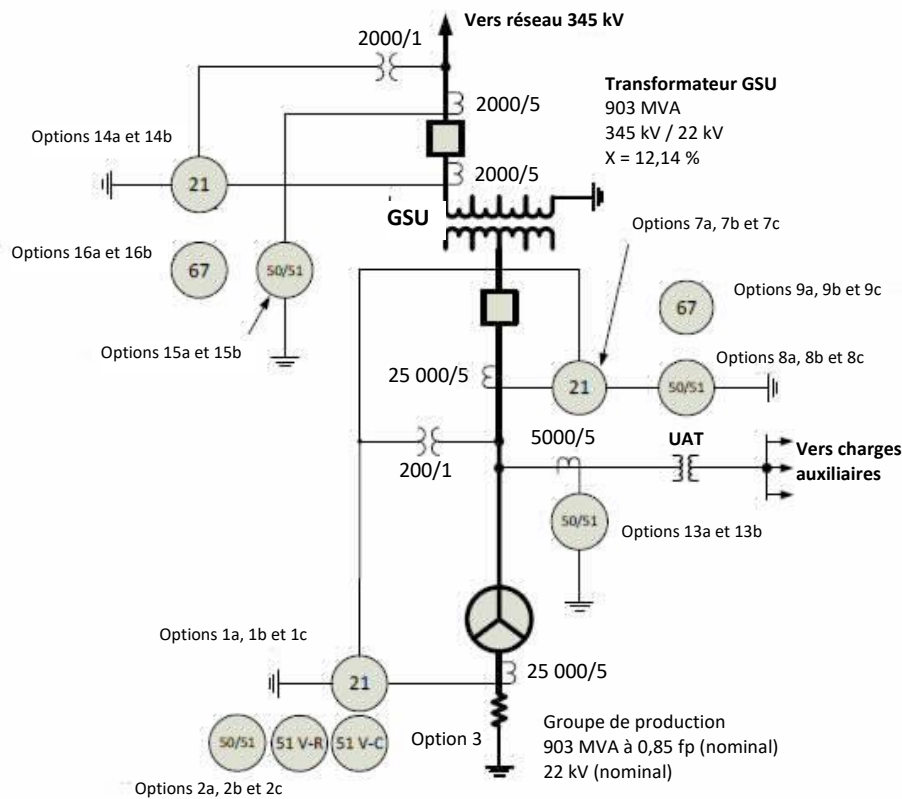 Vers réseau 345 kV
2000/1
Transformateur GSU
903 MVA
345 kV / 22 kV
X = 12,14 %
2000/5
Options 14a et 14b
21
2000/5
GSU
Options 7a, 7b et 7c
Options 16a et 16b
67
50/51
Options 15a et 15b
67
Options 9a, 9b et 9c
Options 8a, 8b et 8c
25 000/5
21
50/51
5000/5
UAT
Vers charges
auxiliaires
200/1
50/51
Options 13a et 13b
Options 1a, 1b et 1c
21
25 000/5
50/51
51 V-R
51 V-C
Option 3
Groupe de production
903 MVA à 0,85 fp (nominal)
22 kV (nominal)
Options 2a, 2b et 2c